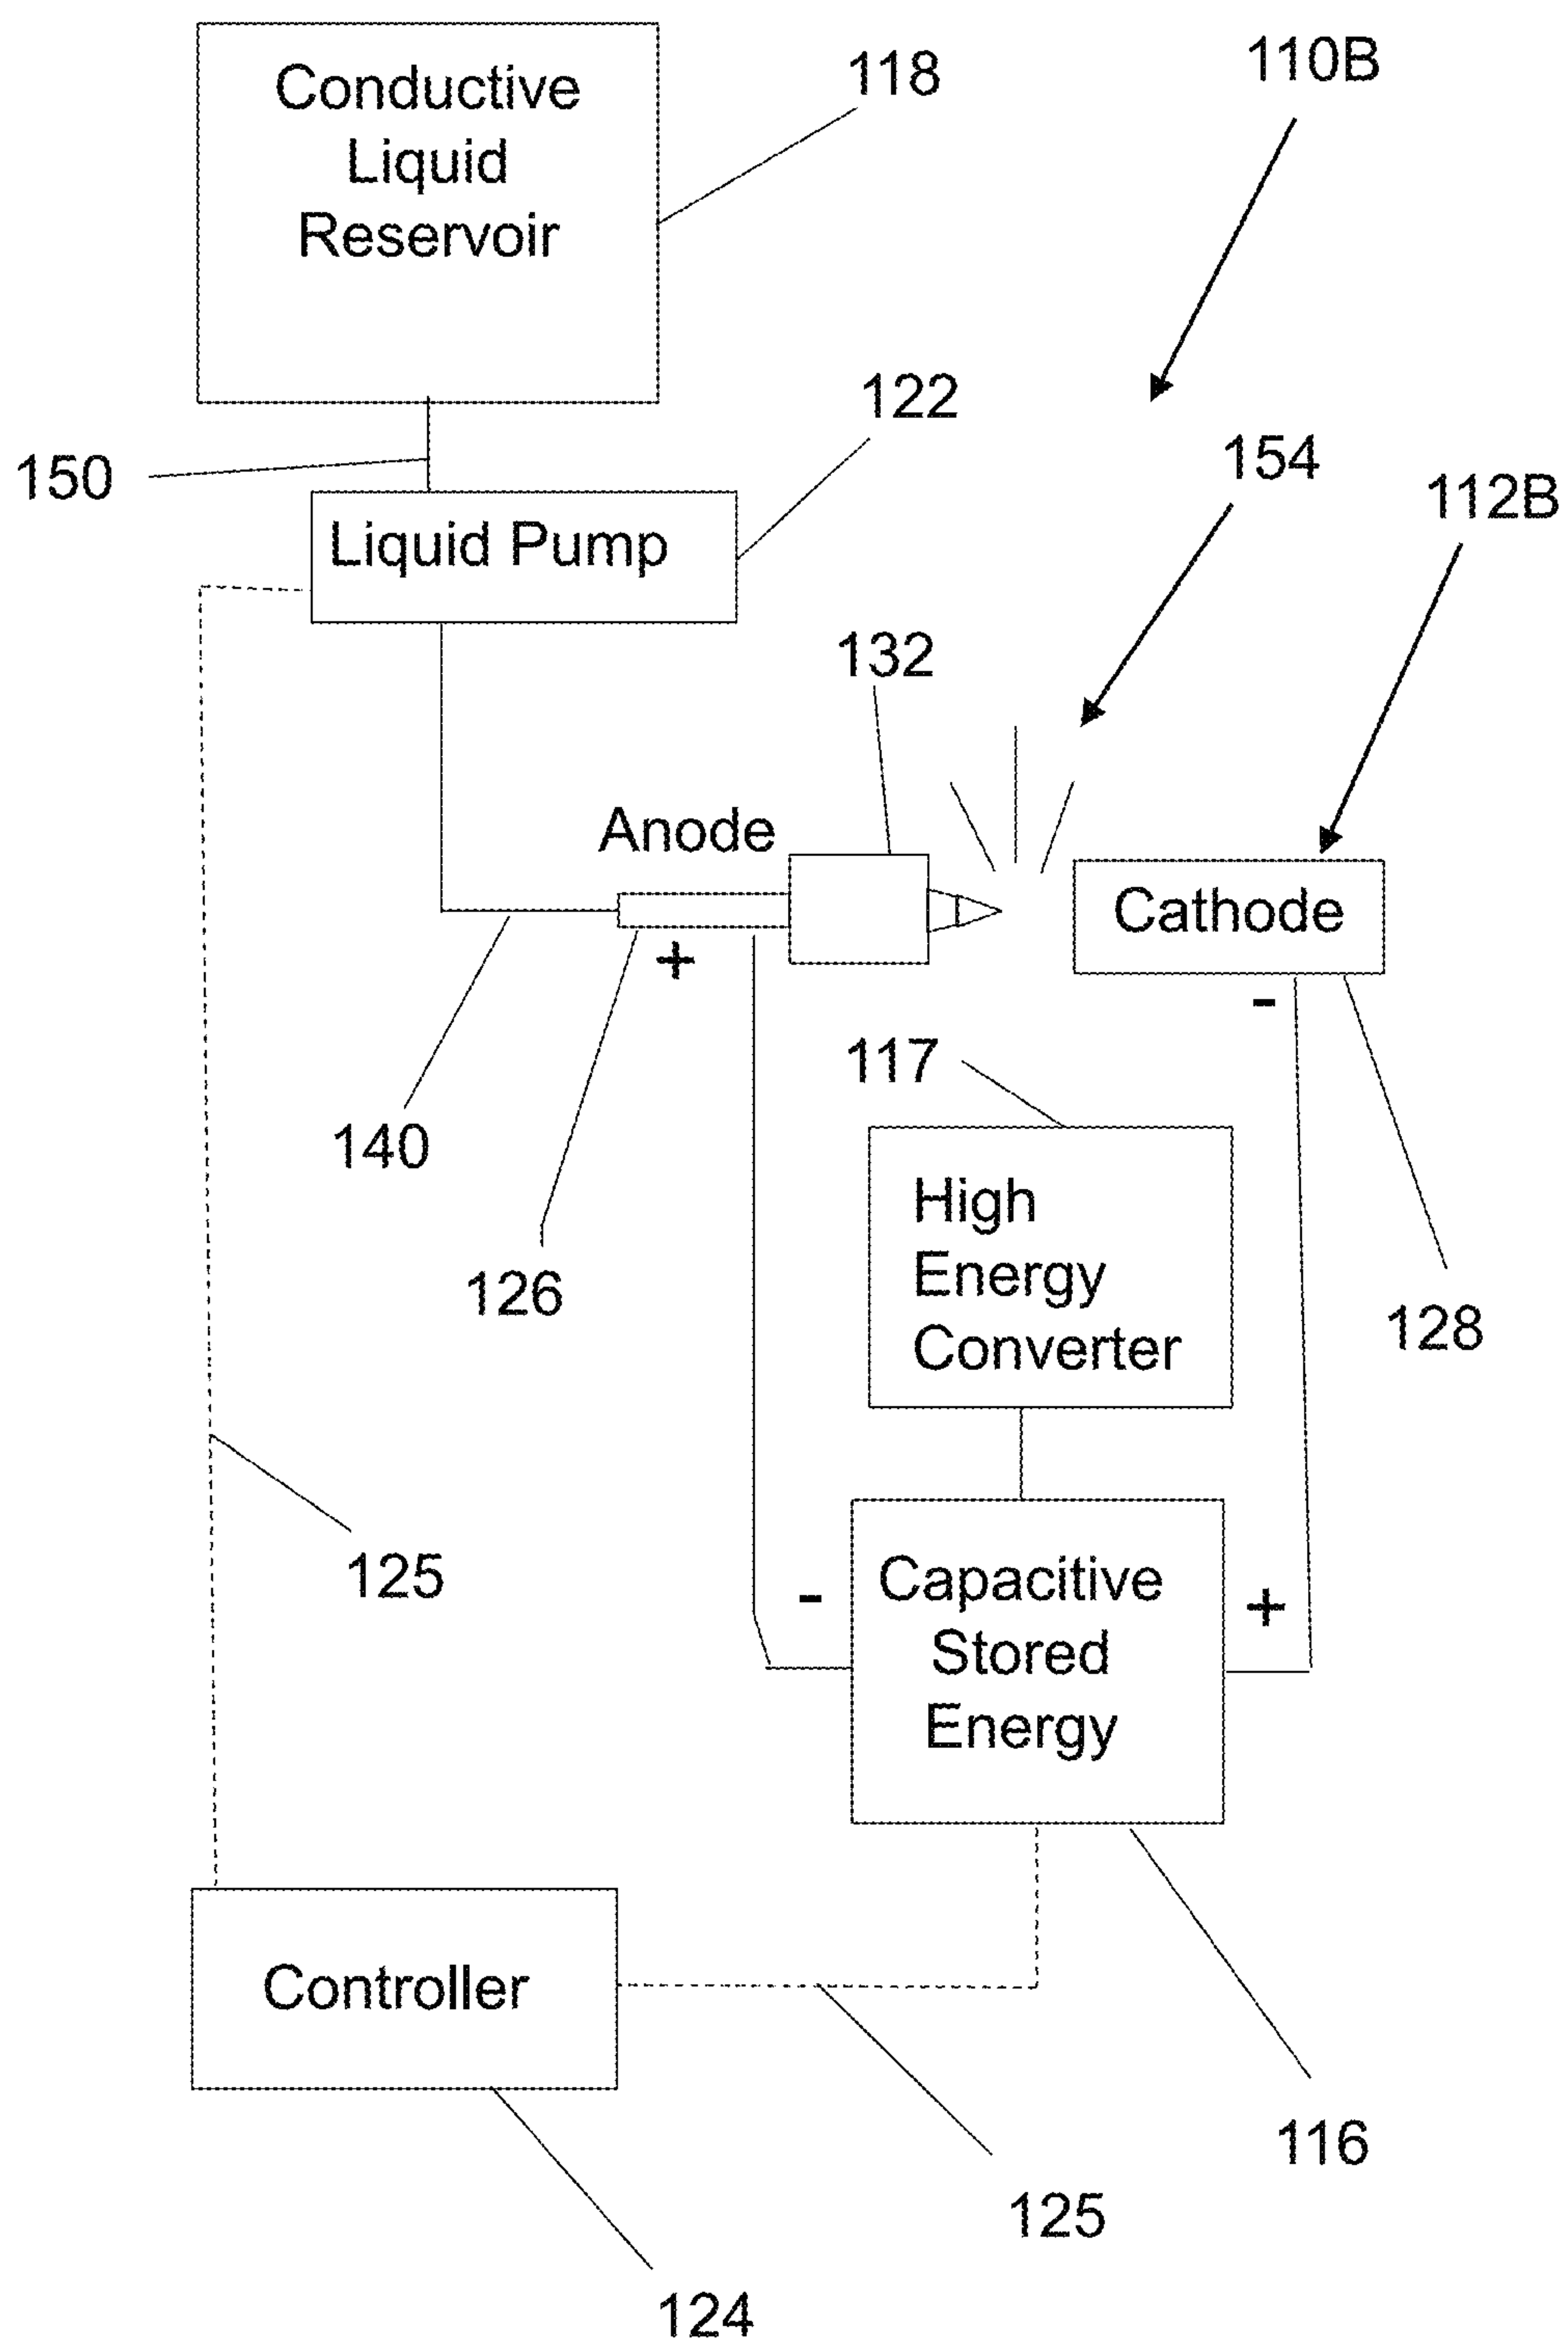 110B
118
Conductive
Liquid
Reservoir
122
154
150
112B
Liquid Pump
132
Anode
Cathode
+
-
117
140
High
Energy
Converter
126
128
125
Capacitive
Stored
Energy
-
+
Controller
116
125
124